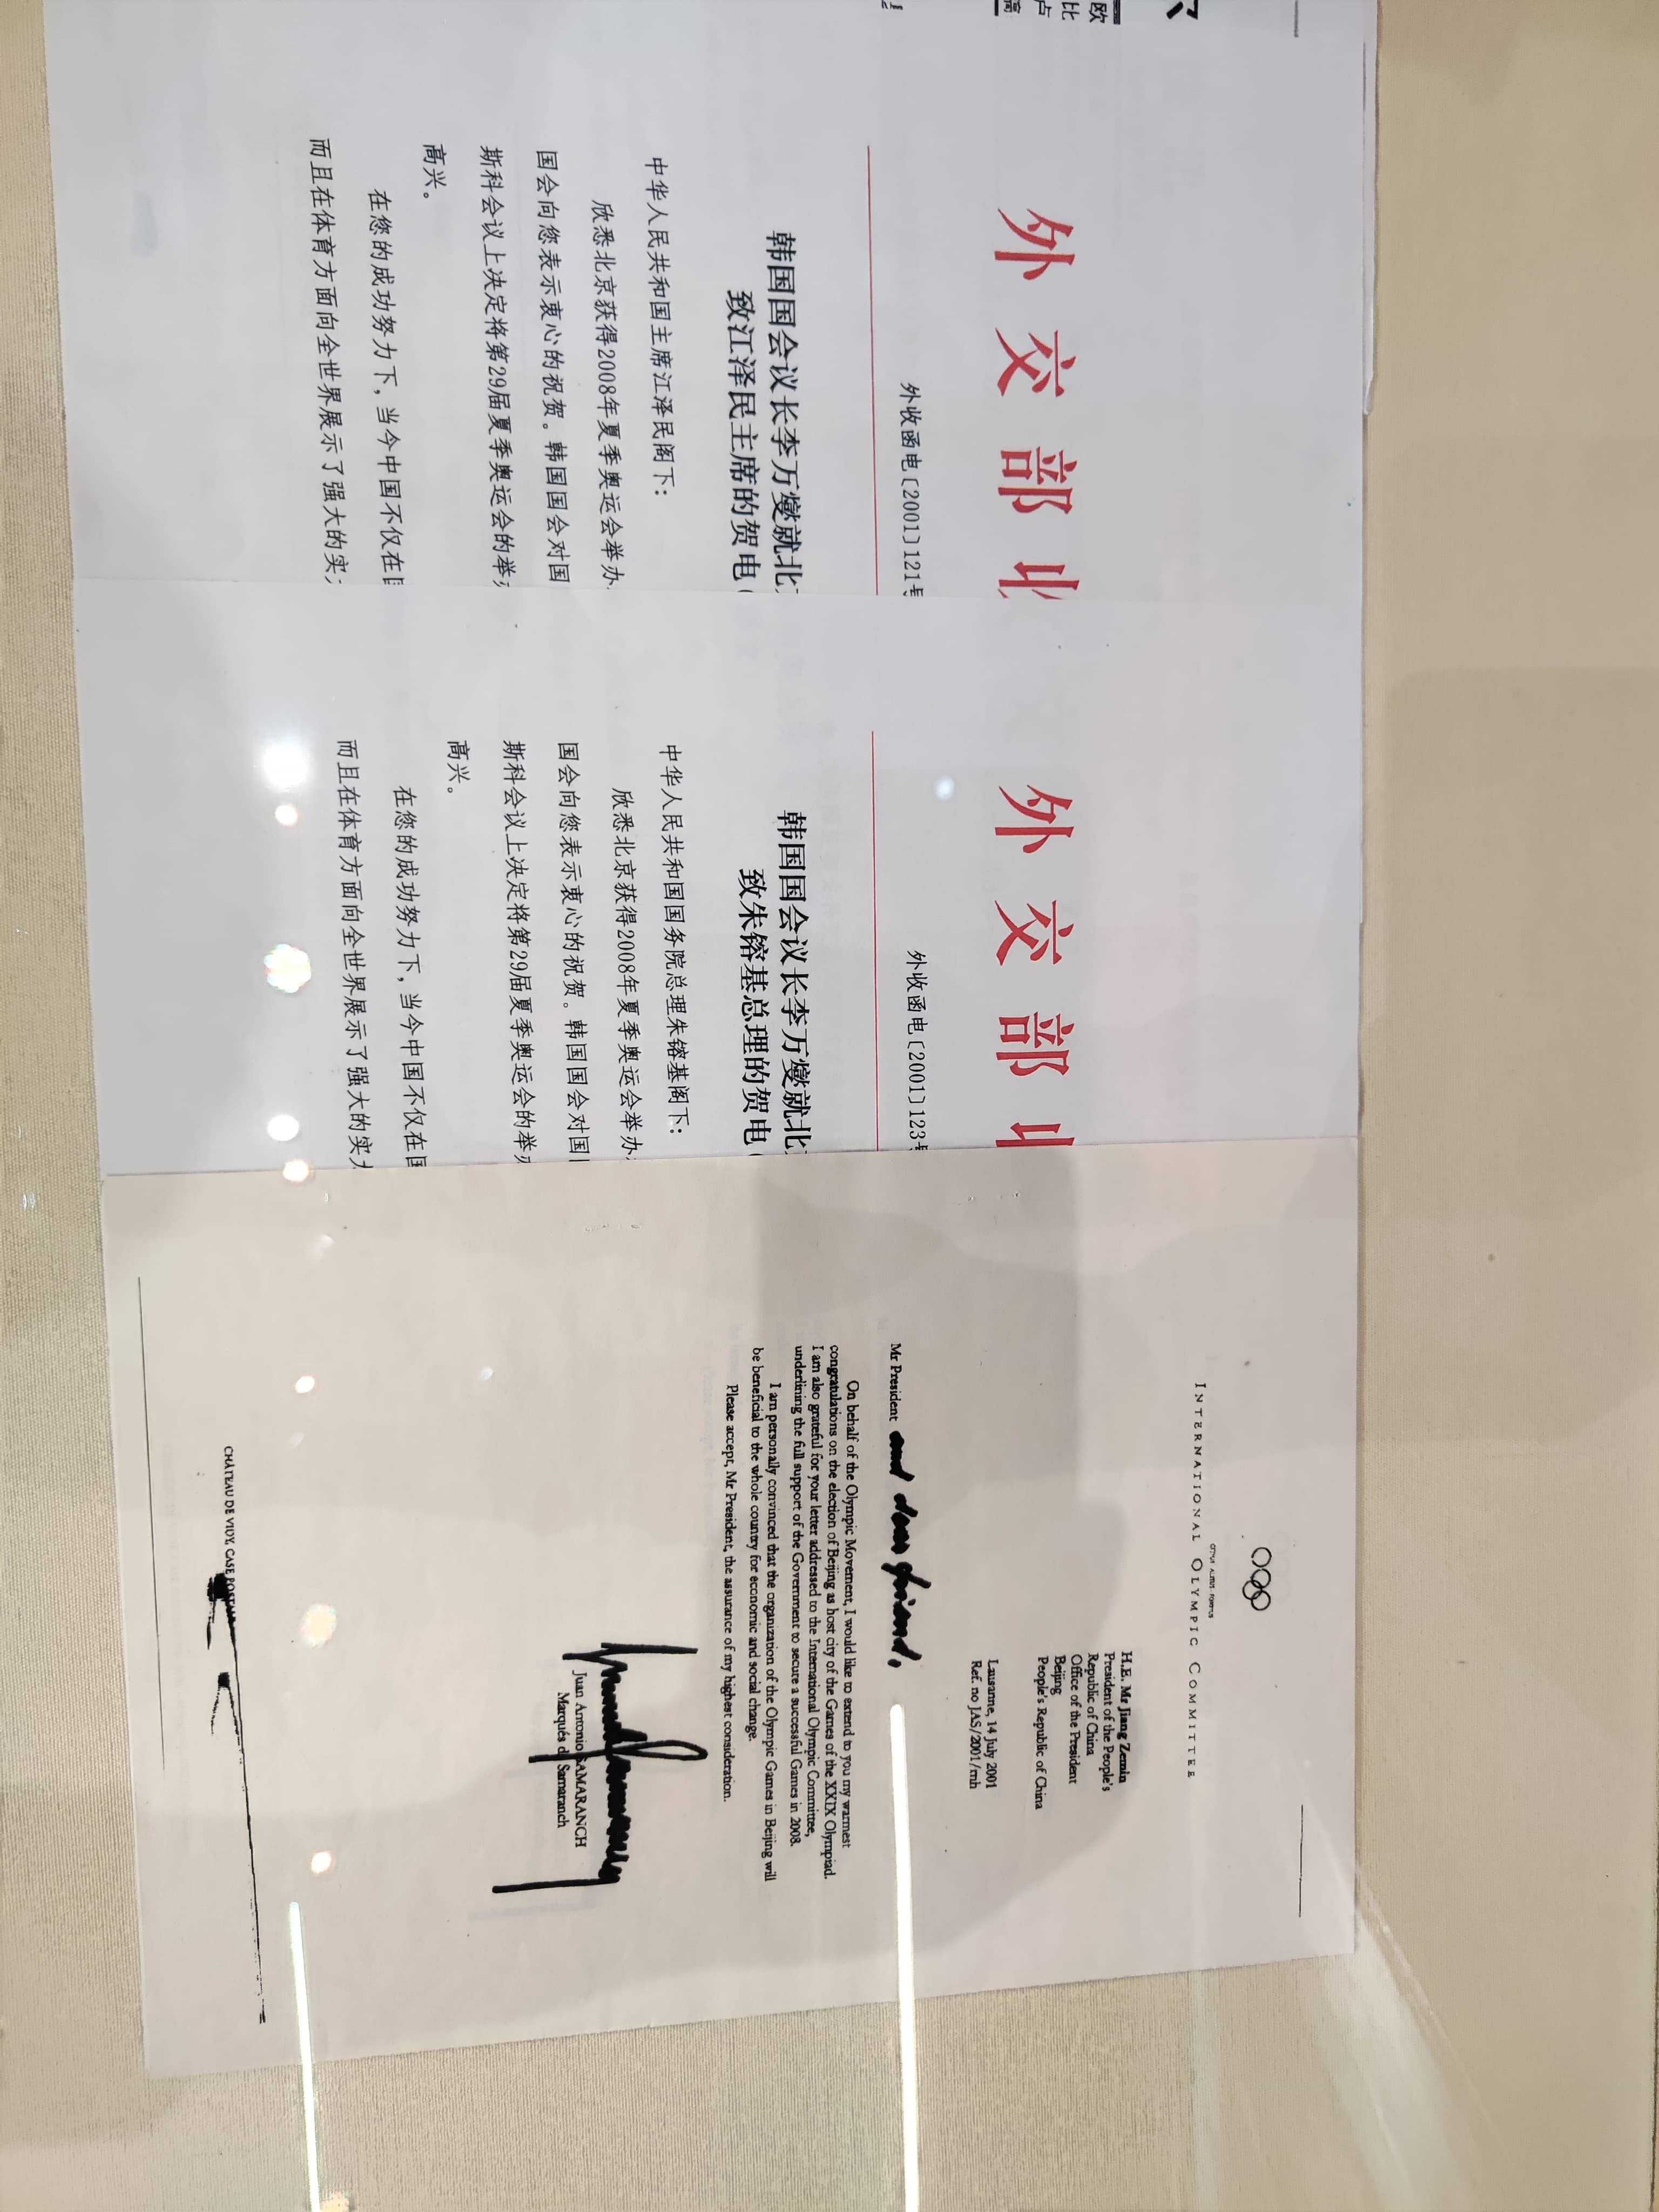 尔
欧
比
卢
外交部收
外收函电〔2001〕121号
韩国国会议长李万燮就北
致江泽民主席的贺电（
中华人民共和国主席江泽民阁下：
欣悉北京获得2008年夏季奥运会举办
国会向您表示衷心的祝贺。韩国国会对国
斯科会议上决定将第29届夏季奥运会的举
高兴。
在您的成功努力下，当今中国不仅在
而且在体育方面向全世界展示了强大的实
外交部
外收函电〔2001〕123号
韩国国会议长李万燮就北
致朱镕基总理的贺电（
中华人民共和国国务院总理朱镕基阁下：
欣悉北京获得2008年夏季奥运会举办
国会向您表示衷心的祝贺。韩国国会对国
斯科会议上决定将第29届夏季奥运会的举
高兴。
在您的成功努力下，当今中国不仅在
而且在体育方面向全世界展示了强大的实
CITIUS · ALTIUS · FORTIUS
INTERNATIONAL OLYMPIC COMMITTEE
H.E. Mr Jiang Zemin
President of the People's
Republic of China
Office of the President
Beijing
People's Republic of China
Lausanne, 14 July 2001
Ref. no JAS/2001/mh
Mr President and dear friend,
On behalf of the Olympic Movement, I would like to extend to you my warmest
congratulations on the election of Beijing as host city of the Games of the XXIX Olympiad.
I am also grateful for your letter addressed to the International Olympic Committee,
underlining the full support of the Government to secure a successful Games in 2008.
I am personally convinced that the organization of the Olympic Games in Beijing will
be beneficial to the whole country for economic and social change.
Please accept, Mr President, the assurance of my highest consideration.
Juan Antonio SAMARANCH
Marqués de Samaranch
CHÂTEAU DE VIDY, CASE POSTALE